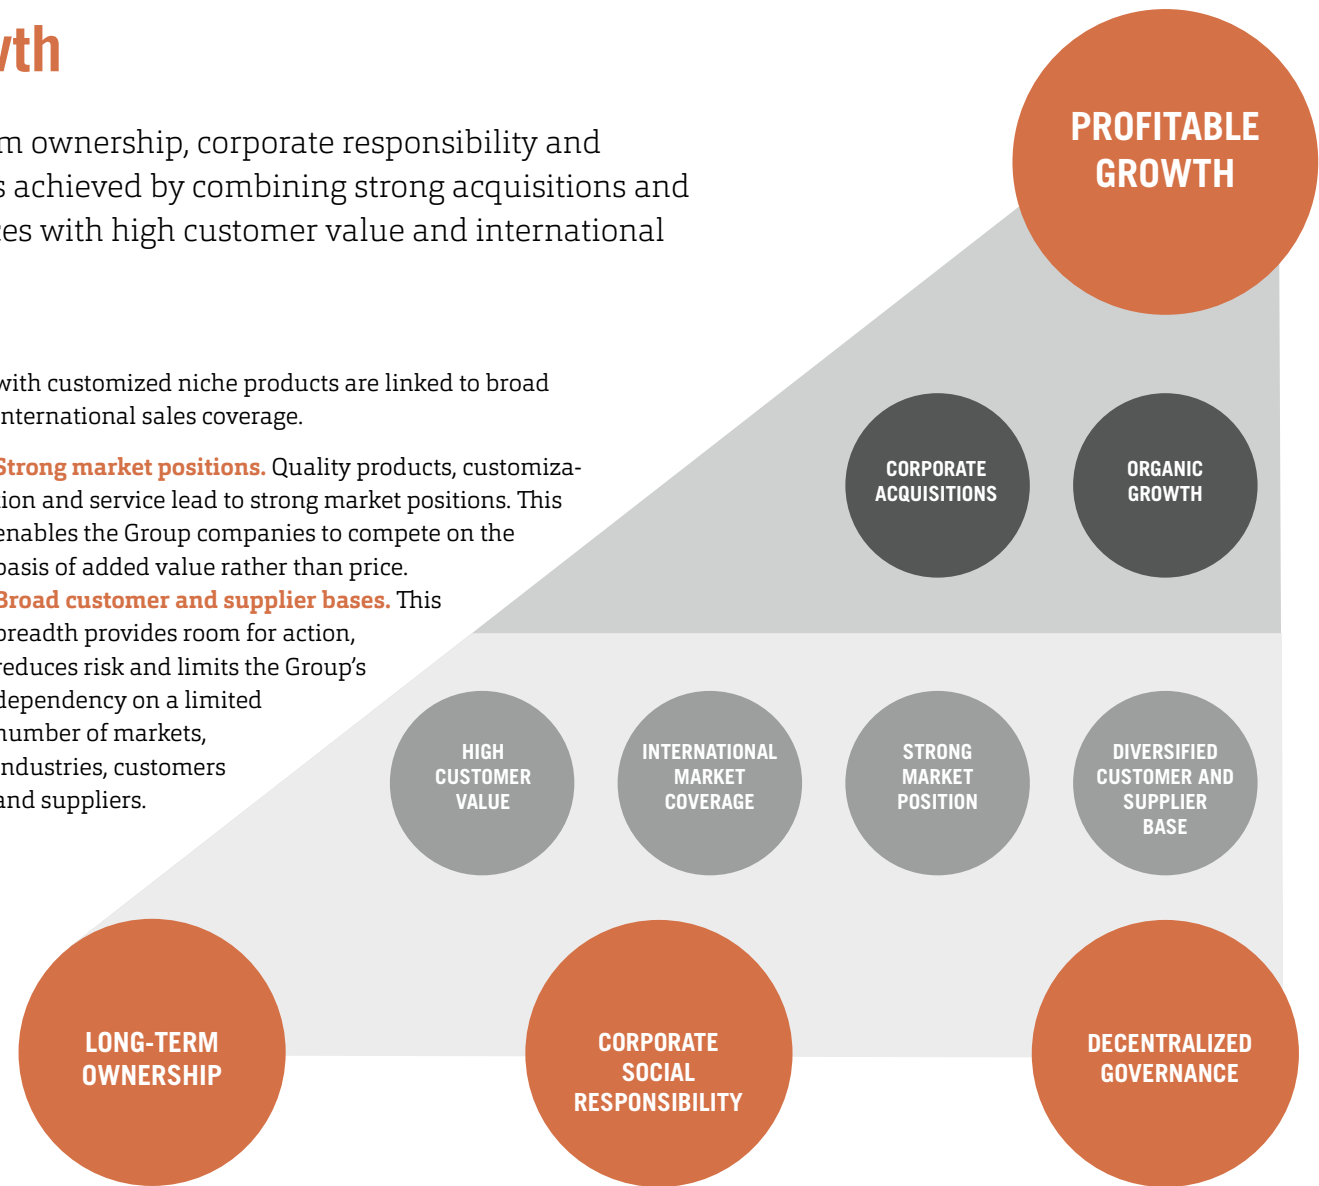 wth
m ownership, corporate responsibility and
s achieved by combining strong acquisitions and
ces with high customer value and international
with customized niche products are linked to broad
international sales coverage.
Strong market positions. Quality products, customiza-
tion and service lead to strong market positions. This
enables the Group companies to compete on the
basis of added value rather than price.
Broad customer and supplier bases. This
breadth provides room for action,
reduces risk and limits the Group’s
dependency on a limited
number of markets,
industries, customers
and suppliers.
PROFITABLE
GROWTH
CORPORATE
ACQUISITIONS
ORGANIC
GROWTH
HIGH
CUSTOMER
VALUE
INTERNATIONAL
MARKET
COVERAGE
STRONG
MARKET
POSITION
DIVERSIFIED
CUSTOMER AND
SUPPLIER
BASE
LONG-TERM
OWNERSHIP
CORPORATE
SOCIAL
RESPONSIBILITY
DECENTRALIZED
GOVERNANCE